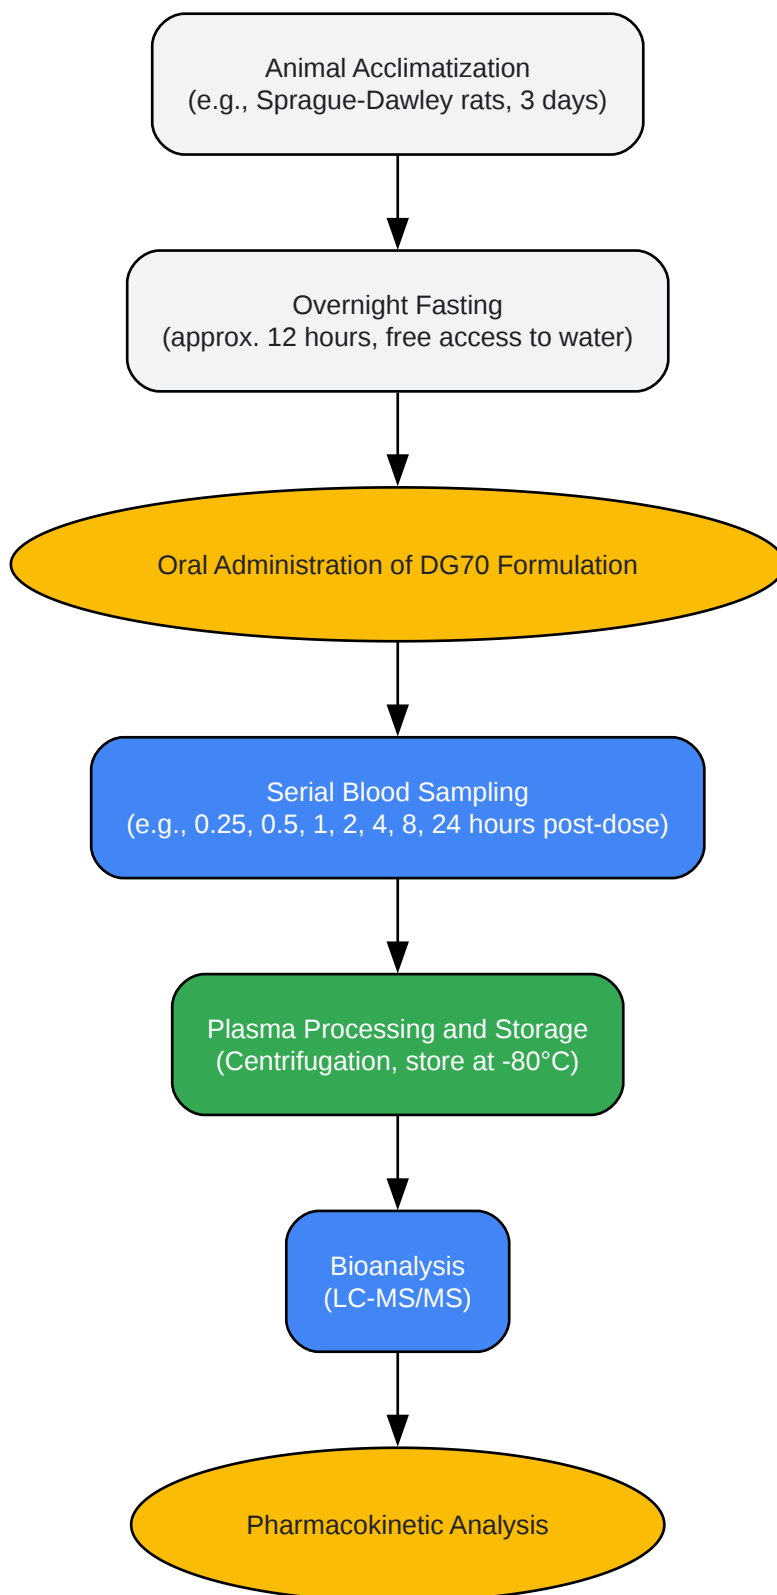 Animal Acclimatization
(e.g., Sprague-Dawley rats, 3 days)
Overnight Fasting
(approx. 12 hours, free access to water)
Oral Administration of DG70 Formulation
Serial Blood Sampling
(e.g., 0.25, 0.5, 1, 2, 4, 8, 24 hours post-dose)
Plasma Processing and Storage
(Centrifugation, store at -80°C)
Bioanalysis
(LC-MS/MS)
Pharmacokinetic Analysis